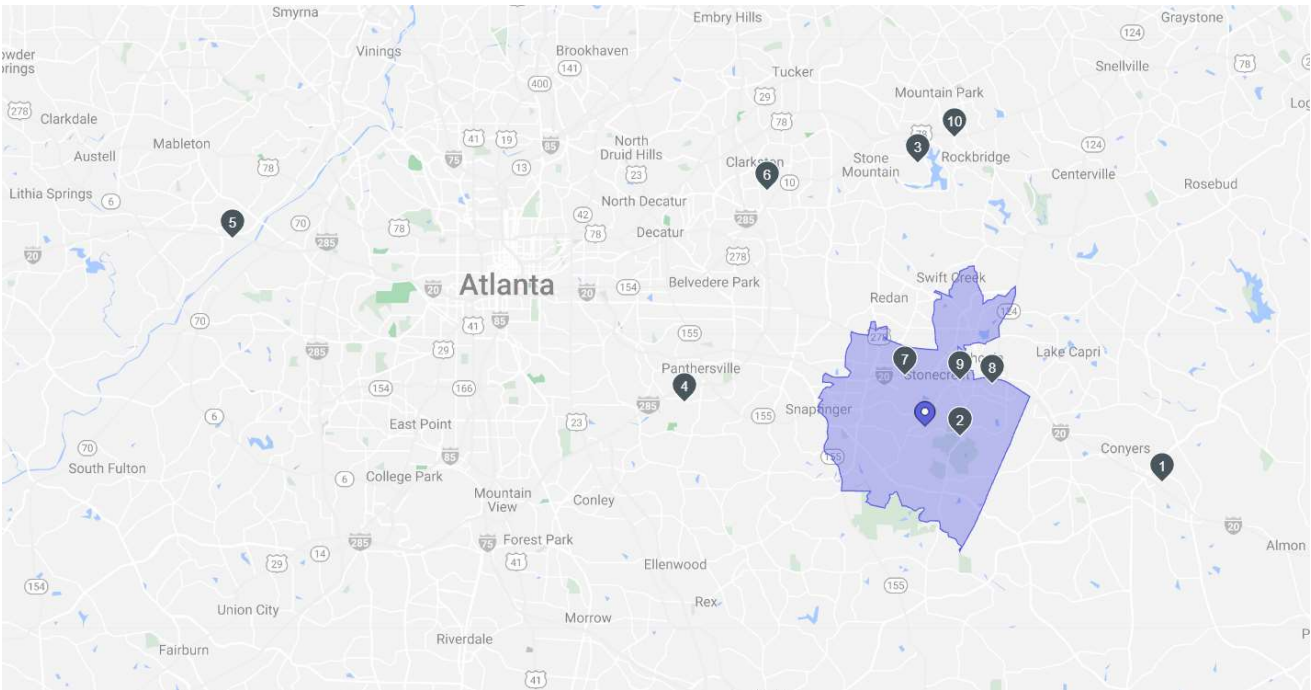 Smyrna
Embry Hills
Graystone
124
Vinings
Brookhaven
141
Snellville
78
400
Tucker
29
Mountain Park
278
Clarkdale
78
10
41
19
85
North
Druid Hills
Mableton
75
13
23
Clarkston
6
10
3
Stone
Mountain
Rockbridge
124
Centerville
Austell
78
Rosebud
Lithia Springs
6
5
70
285
78
42
78
North Decatur
Decatur
285
20
278
Atlanta
20
20
154
Belvedere Park
Swift Creek
Redan
124
70
41
85
155
285
29
278
7
9
8
Lake Capri
Panthersville
4
285
20
154
166
155
Snapfinger
2
6
East Point
23
20
Conyers
1
70
South Fulton
85
155
6
College Park
Mountain
View
Conley
20
285
75
Forest Park
Almon
14
29
41
Ellenwood
154
155
Union City
Rex
Morrow
Riverdale
Fairburn
41